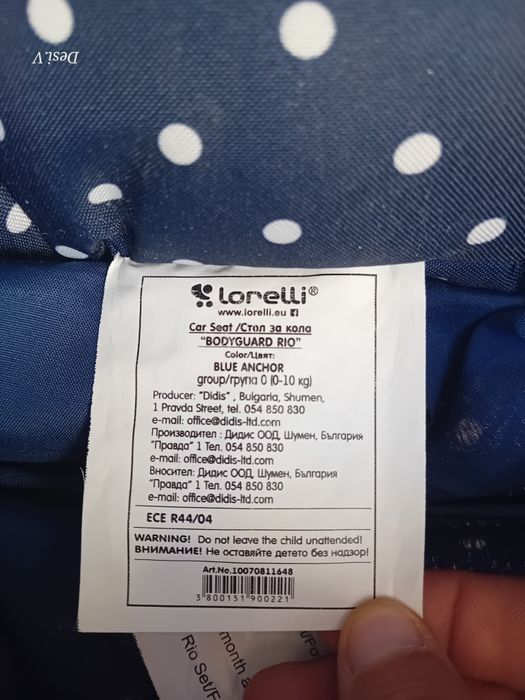 Desi.V
Lorelli®
www.lorelli.eu
Car Seat /Стол за кола
"BODYGUARD RIO"
Color/Цвят:
BLUE ANCHOR
group/група 0 (0-10 kg)
Producer: "Didis" , Bulgaria, Shumen,
1 Pravda Street, tel. 054 850 830
e-mail: office@didis-ltd.com
Производител : Дидис ООД, Шумен, България
"Правда" 1 Тел. 054 850 830
e-mail: office@didis-ltd.com
Вносител: Дидис ООД, Шумен, България
"Правда" 1 Тел. 054 850 830
e-mail: office@didis-ltd.com
ECE R44/04
WARNING! Do not leave the child unattended!
ВНИМАНИЕ! Не оставяйте детето без надзор!
Art.No.10070811648
3 800151 900221
month
Rio Set/F